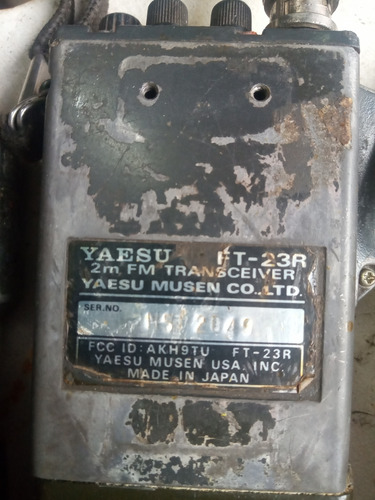 YAESU FT-23R
2m FM TRANSCEIVER
YAESU MUSEN CO.,LTD.
SER.NO.
FCC ID: AKH9TU FT-23R
YAESU MUSEN USA, INC.
MADE IN JAPAN